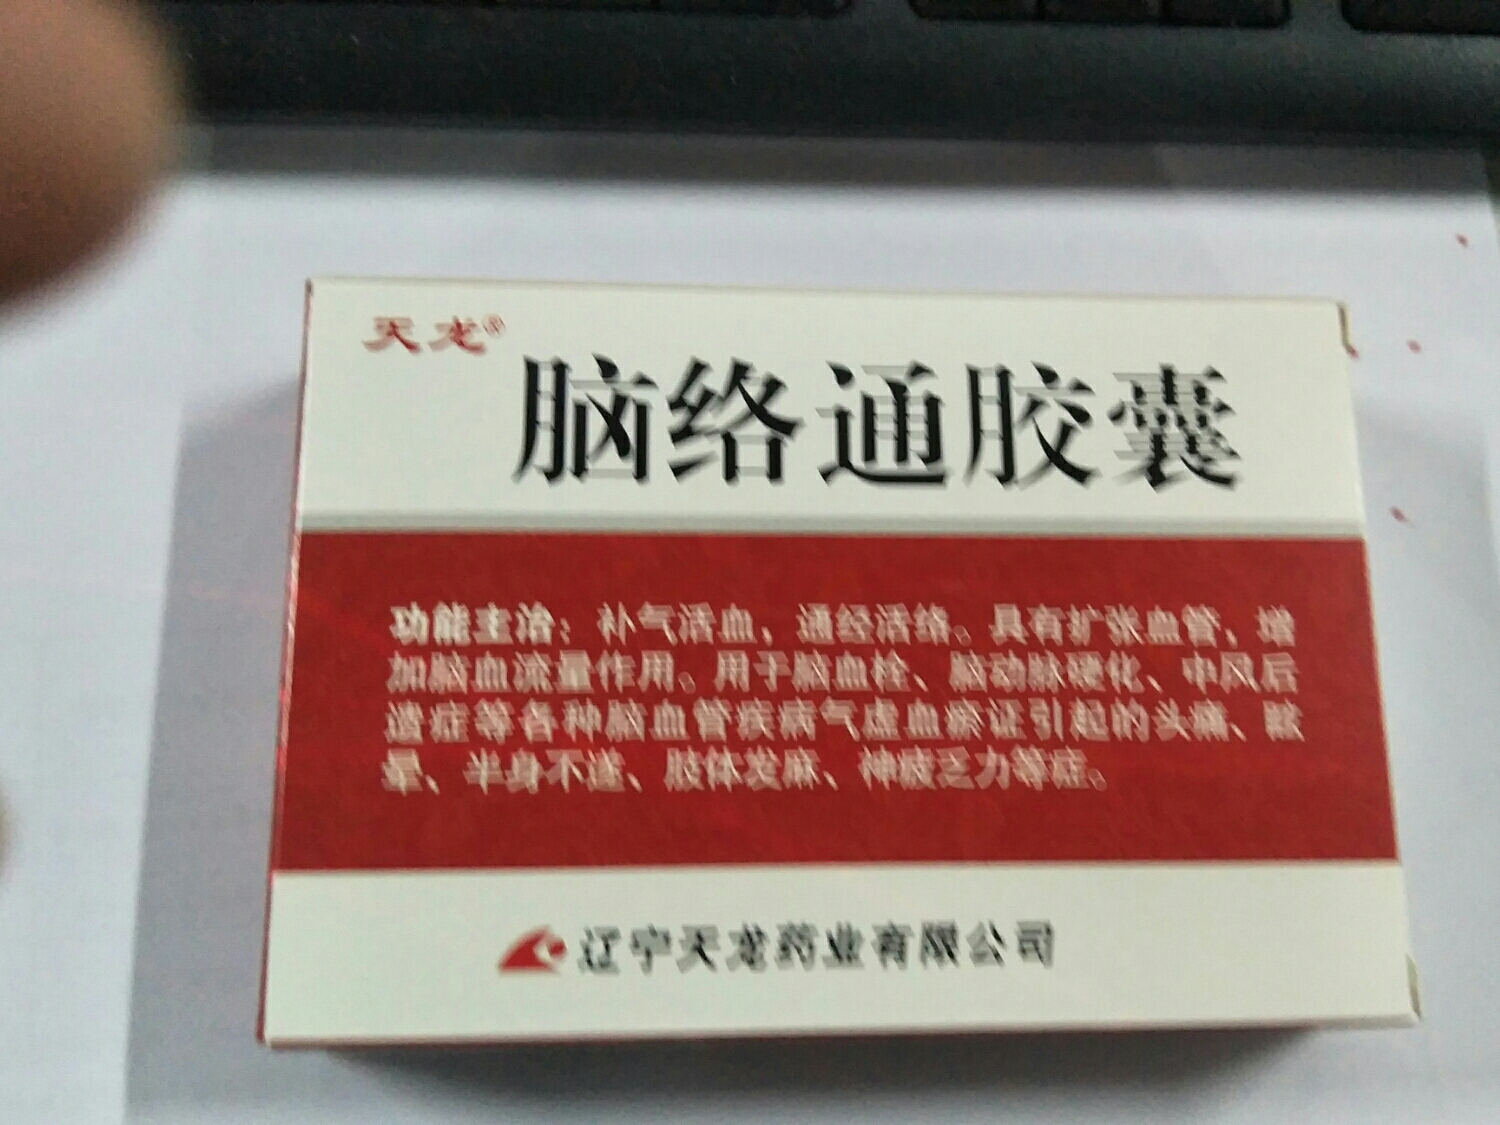 天龙®
脑络通胶囊
功能主治：补气活血、通经活络。具有扩张血管、增
加脑血流量作用。用于脑血栓、脑动脉硬化、中风后
遗症等各种脑血管疾病气虚血瘀证引起的头痛、眩
晕、半身不遂、肢体发麻、神疲乏力等症。
辽宁天龙药业有限公司